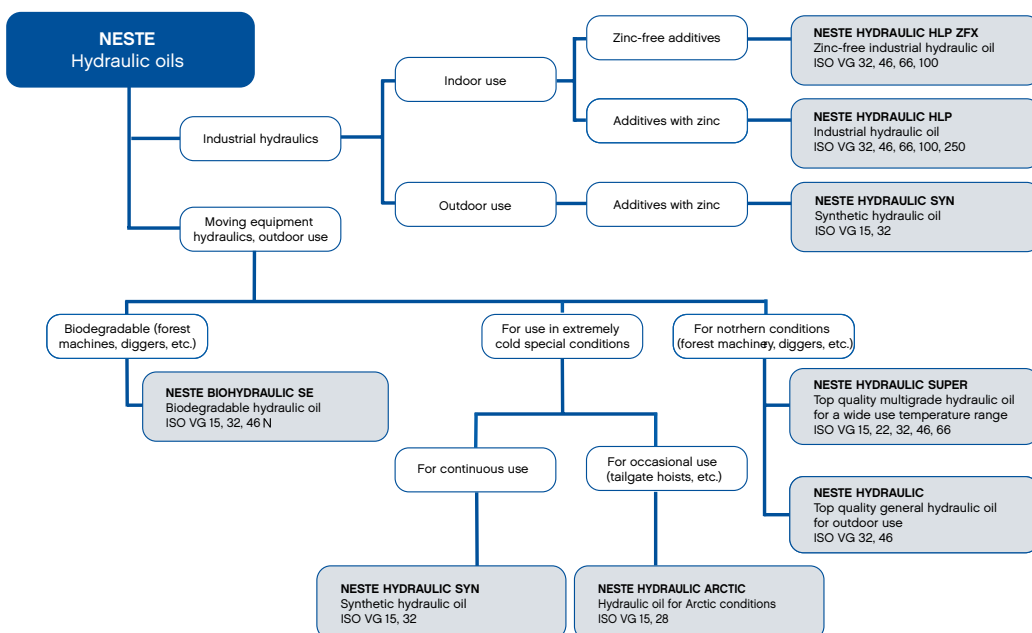 NESTE
Hydraulic oils
Zinc-free additives
NESTE HYDRAULIC HLP ZFX
Zinc-free industrial hydraulic oil
ISO VG 32, 46, 66, 100
Indoor use
Industrial hydraulics
Additives with zinc
NESTE HYDRAULIC HLP
Industrial hydraulic oil
ISO VG 32, 46, 66, 100, 250
Outdoor use
Additives with zinc
NESTE HYDRAULIC SYN
Synthetic hydraulic oil
ISO VG 15, 32
Moving equipment
hydraulics, outdoor use
Biodegradable (forest
machines, diggers, etc.)
NESTE BIOHYDRAULIC SE
Biodegradable hydraulic oil
ISO VG 15, 32, 46 N
For use in extremely
cold special conditions
For continuous use
NESTE HYDRAULIC SYN
Synthetic hydraulic oil
ISO VG 15, 32
For occasional use
(tailgate hoists, etc.)
NESTE HYDRAULIC ARCTIC
Hydraulic oil for Arctic conditions
ISO VG 15, 28
For notrhern conditions
(forest machinery, diggers, etc.)
NESTE HYDRAULIC SUPER
Top quality multigrade hydraulic oil
for a wide use temperature range
ISO VG 15, 22, 32, 46, 66
NESTE HYDRAULIC
Top quality general hydraulic oil
for outdoor use
ISO VG 32, 46